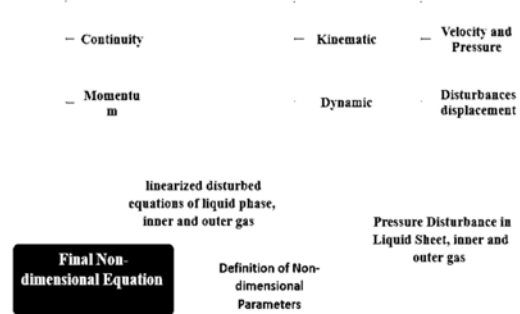 – Continuity
– Kinematic
– Velocity and
Pressure
– Momentu
m
Dynamic
Disturbances
displacement
linearized disturbed
equations of liquid phase,
inner and outer gas
Pressure Disturbance in
Liquid Sheet, inner and
outer gas
Final Non-
dimensional Equation
Definition of Non-
dimensional
Parameters